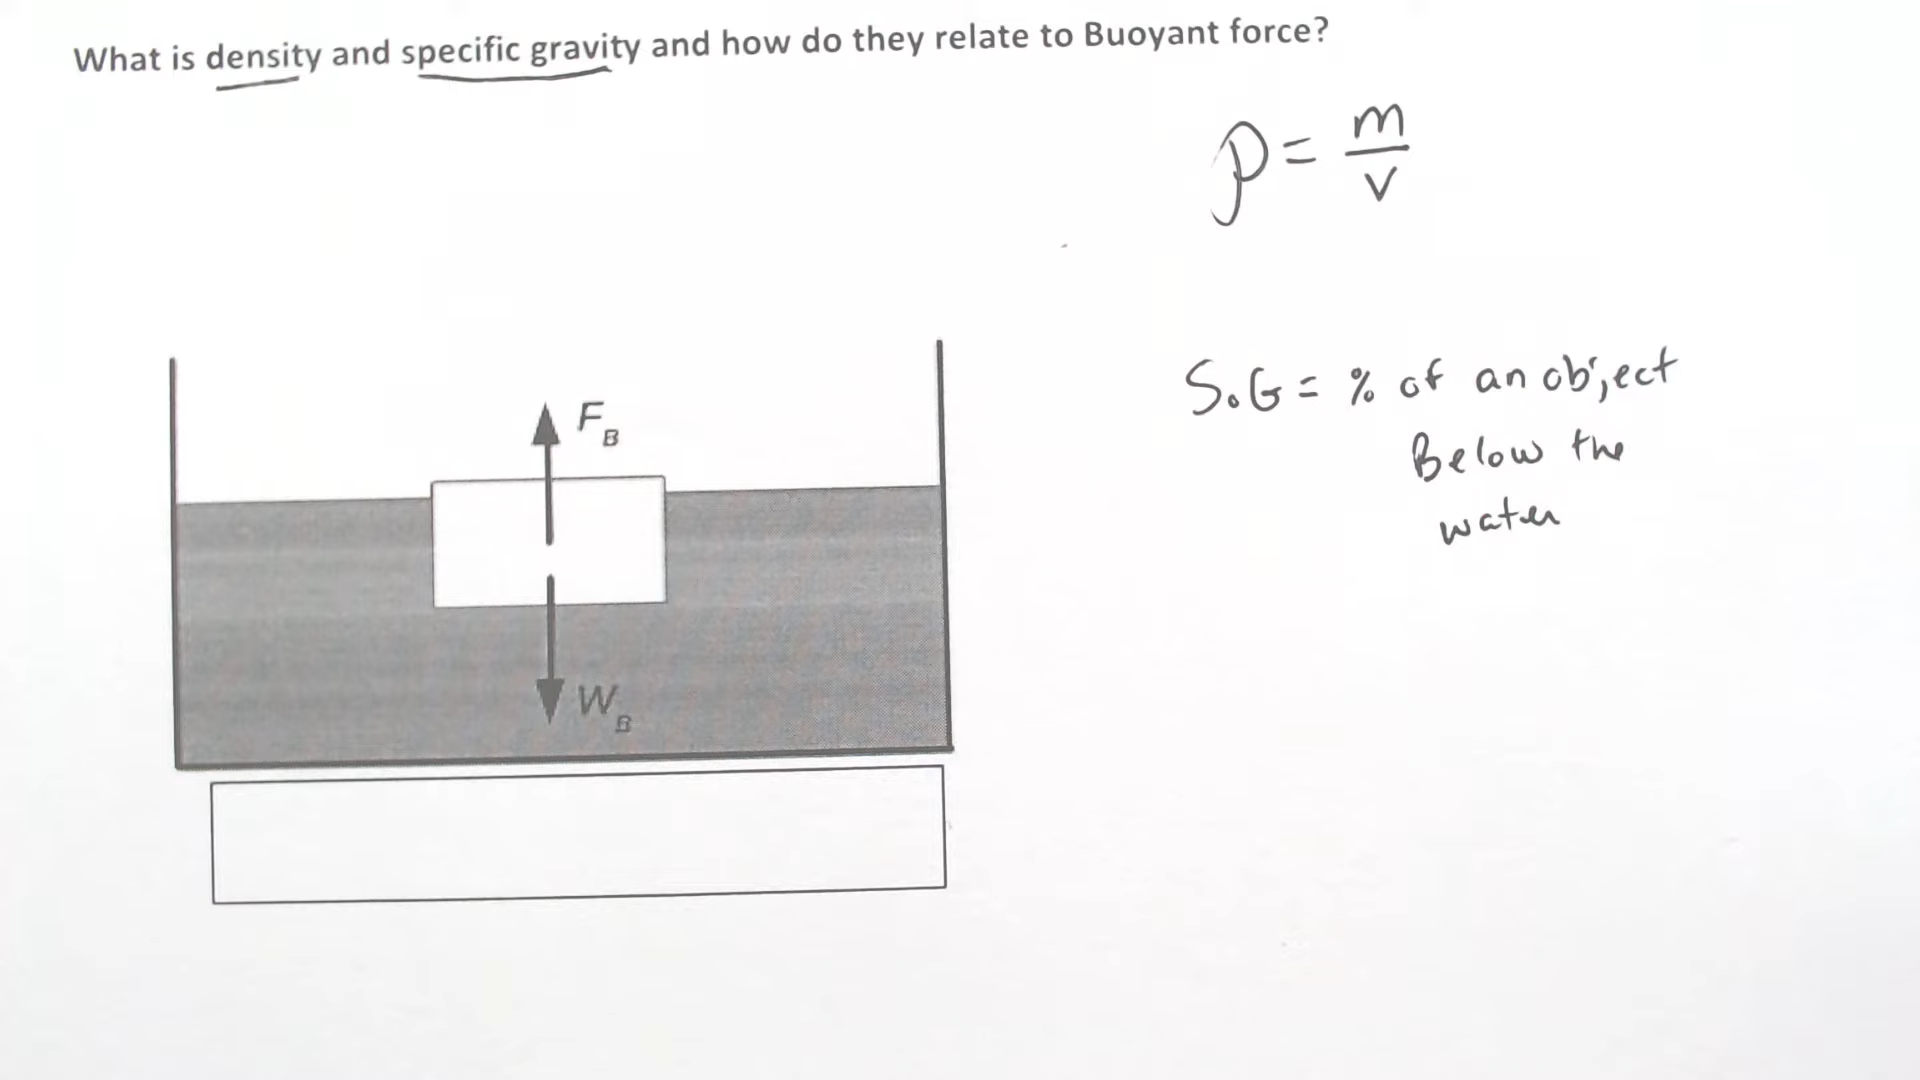 What is density and specific gravity and how do they relate to Buoyant force?
ρ = m/v
S.G = % of an object
Below the
water
F_B
W_B